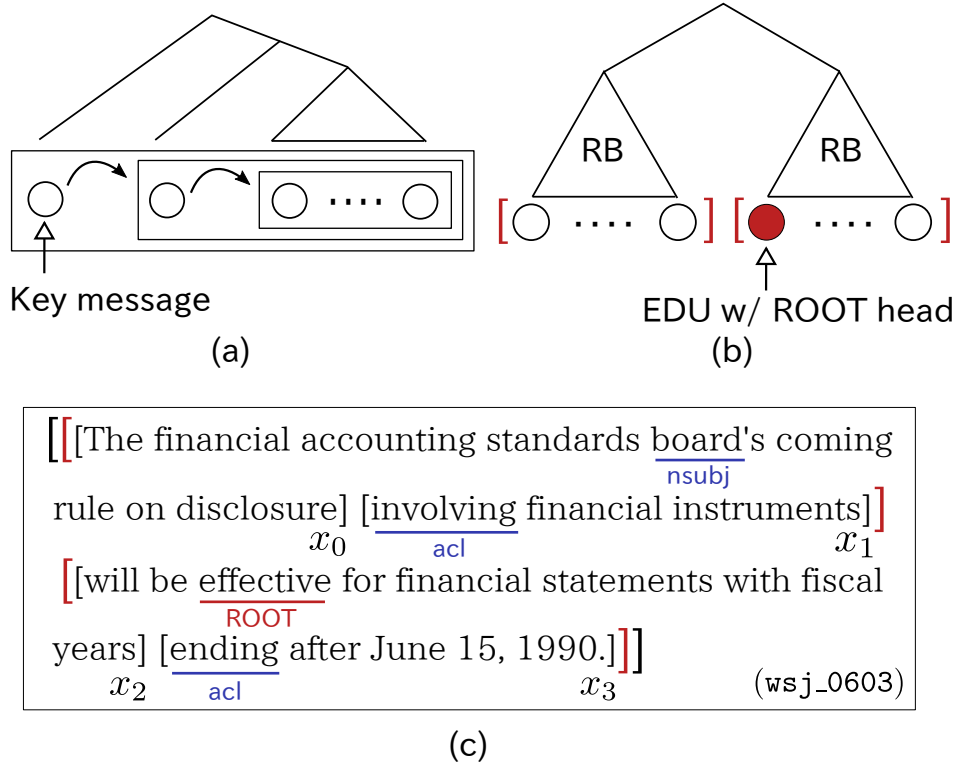 RB
RB
[ .... ] [ .... ]
....
Key message
EDU w/ ROOT head
(a)
(b)
[[[The financial accounting standards board's coming
nsubj
rule on disclosure] [involving financial instruments]]
x0
acl
x1
[[will be effective for financial statements with fiscal
ROOT
years] [ending after June 15, 1990.]]]
x2
acl
x3
(wsj_0603)
(c)